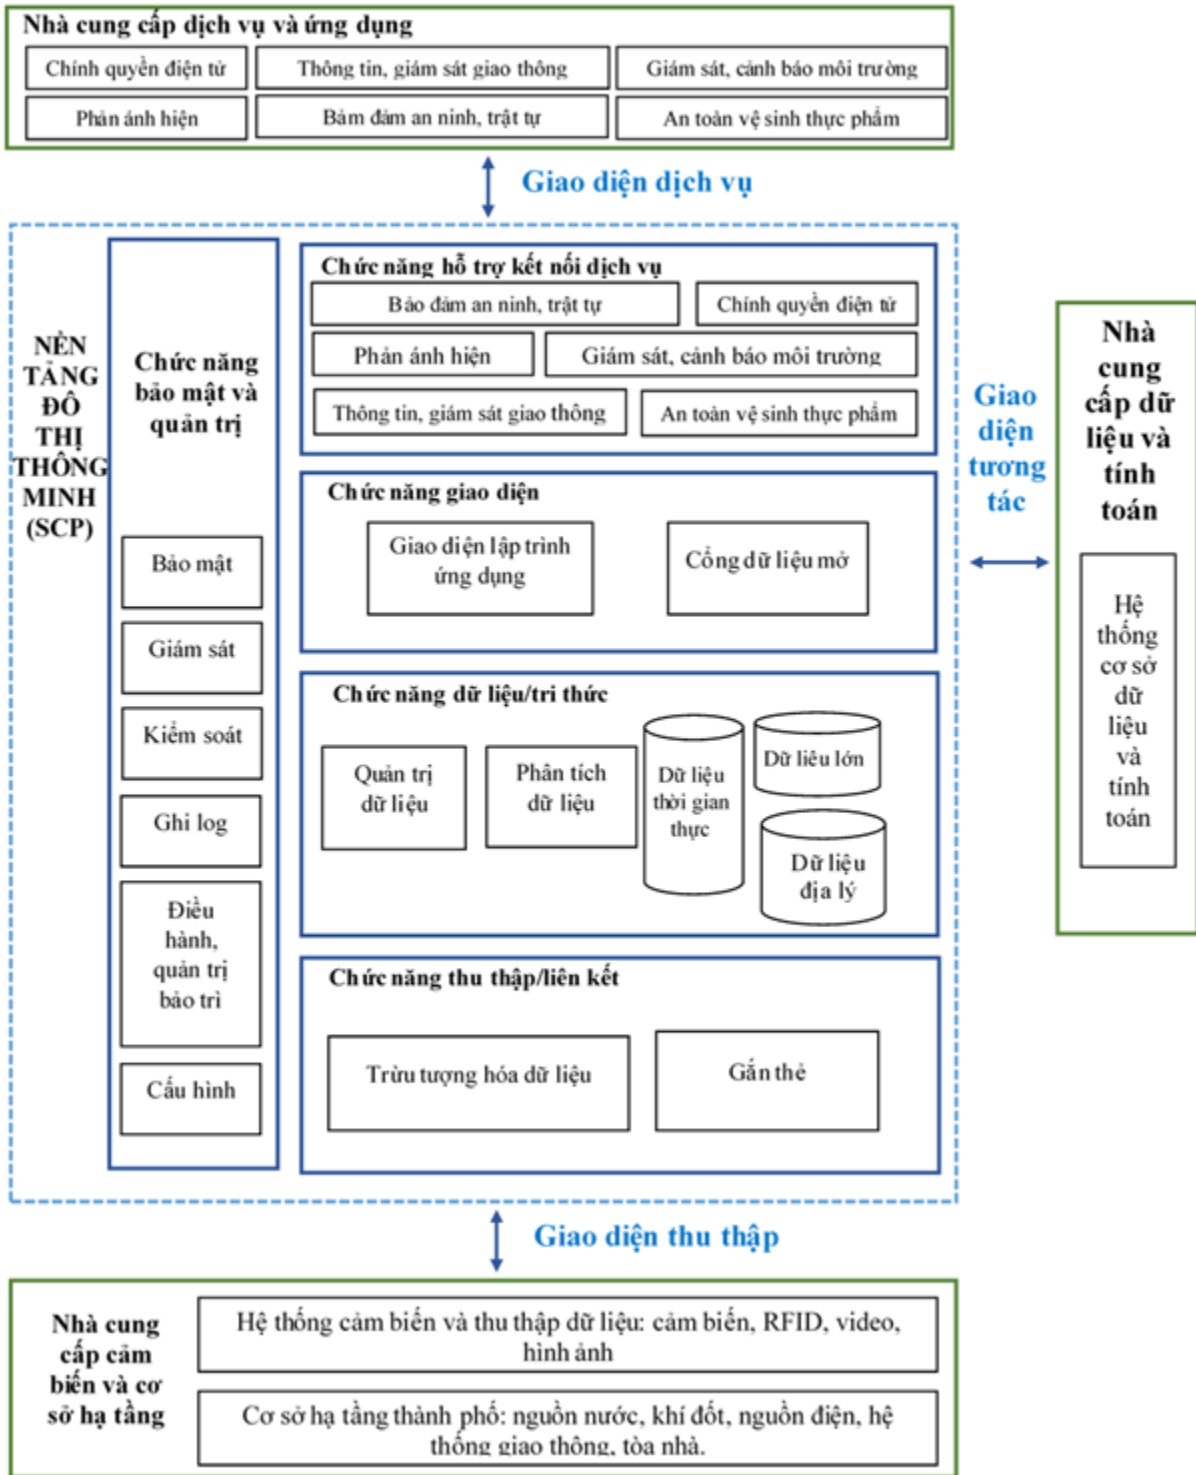 Nhà cung cấp dịch vụ và ứng dụng
Chính quyền điện tử
Thông tin, giám sát giao thông
Giám sát, cảnh báo môi trường
Phản ánh hiện
Bảm đảm an ninh, trật tự
An toàn vệ sinh thực phẩm
Giao diện dịch vụ
NỀN
TẢNG
ĐÔ
THỊ
THÔNG
MINH
(SCP)
Chức năng
bảo mật và
quản trị
Bảo mật
Giám sát
Kiểm soát
Ghi log
Điều
hành,
quản trị
bảo trì
Cấu hình
Chức năng hỗ trợ kết nối dịch vụ
Bảo đảm an ninh, trật tự
Chính quyền điện tử
Phản ánh hiện
Giám sát, cảnh báo môi trường
Thông tin, giám sát giao thông
An toàn vệ sinh thực phẩm
Chức năng giao diện
Giao diện lập trình
ứng dụng
Cổng dữ liệu mở
Chức năng dữ liệu/tri thức
Quản trị
dữ liệu
Phân tích
dữ liệu
Dữ liệu
thời gian
thực
Dữ liêu lớn
Dữ liệu
địa lý
Chức năng thu thập/liên kết
Trừu tượng hóa dữ liệu
Gắn thẻ
Giao
diện
tương
tác
Nhà
cung
cấp dữ
liệu và
tính
toán
Hệ
thống
cơ sở
dữ
liệu
và
tính
toán
Giao diện thu thập
Nhà cung
cấp cảm
biến và cơ
sở hạ tầng
Hệ thống cảm biến và thu thập dữ liệu: cảm biến, RFID, video,
hình ảnh
Cơ sở hạ tầng thành phố: nguồn nước, khí đốt, nguồn điện, hệ
thống giao thông, tòa nhà.